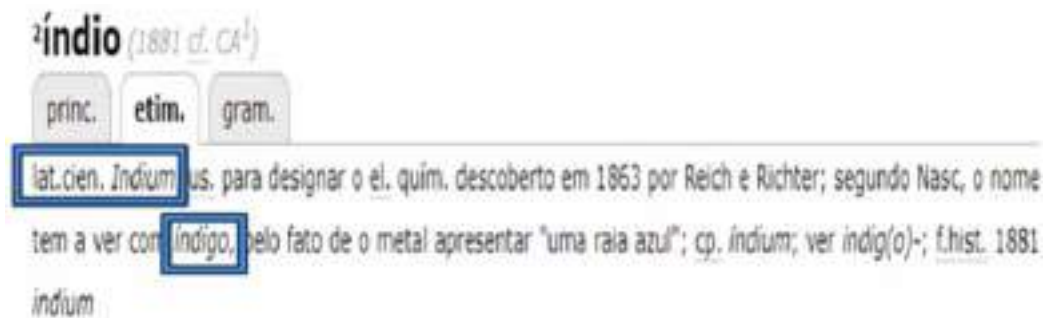 ²índio (1881 cf. CA¹)
princ. etim. gram.
lat.cien. Indium us. para designar o el. quím. descoberto em 1863 por Reich e Richter; segundo Nasc, o nome
tem a ver com índigo, pelo fato de o metal apresentar "uma raia azul"; cp. índium; ver indig(o)-; f.hist. 1881
indium